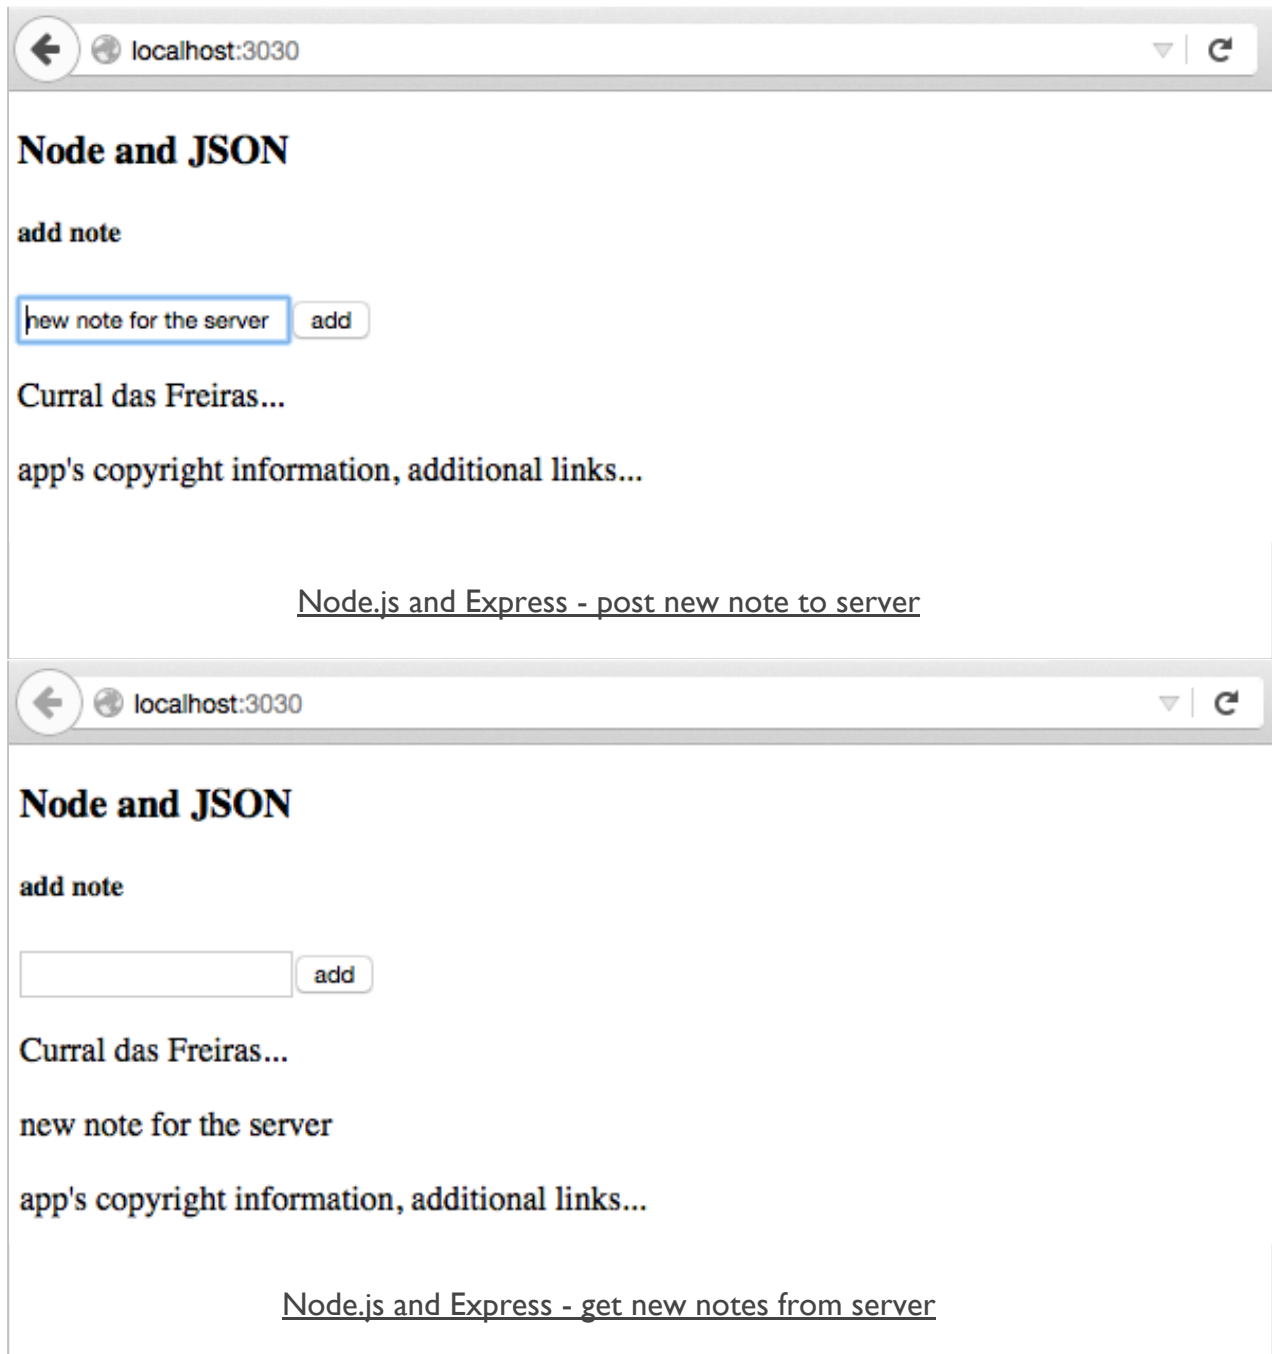 localhost:3030
Node and JSON
add note
new note for the server add
Curral das Freiras...
app's copyright information, additional links...
Node.js and Express - post new note to server
localhost:3030
Node and JSON
add note
add
Curral das Freiras...
new note for the server
app's copyright information, additional links...
Node.js and Express - get new notes from server